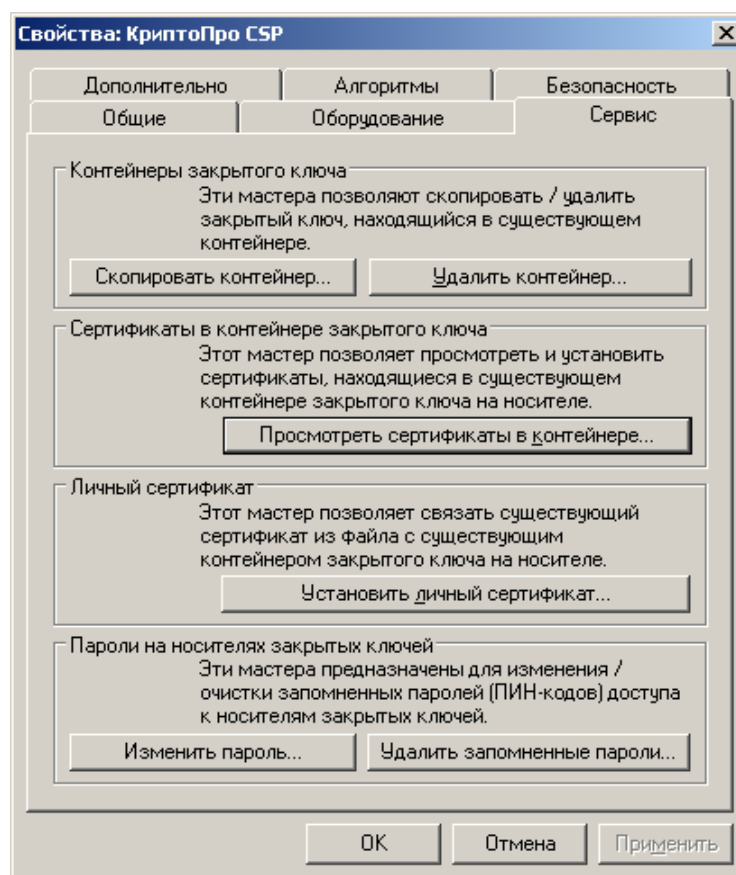 Свойства: КриптоПро CSP
Дополнительно
Алгоритмы
Безопасность
Общие
Оборудование
Сервис
Контейнеры закрытого ключа
Эти мастера позволяют скопировать / удалить
закрытый ключ, находящийся в существующем
контейнере.
Скопировать контейнер...
Удалить контейнер...
Сертификаты в контейнере закрытого ключа
Этот мастер позволяет просмотреть и установить
сертификаты, находящиеся в существующем
контейнере закрытого ключа на носителе.
Просмотреть сертификаты в контейнере...
Личный сертификат
Этот мастер позволяет связать существующий
сертификат из файла с существующим
контейнером закрытого ключа на носителе.
Установить личный сертификат...
Пароли на носителях закрытых ключей
Эти мастера предназначены для изменения /
очистки запомненных паролей (ПИН-кодов) доступа
к носителям закрытых ключей.
Изменить пароль...
Удалить запомненные пароли...
ОК
Отмена
Применить